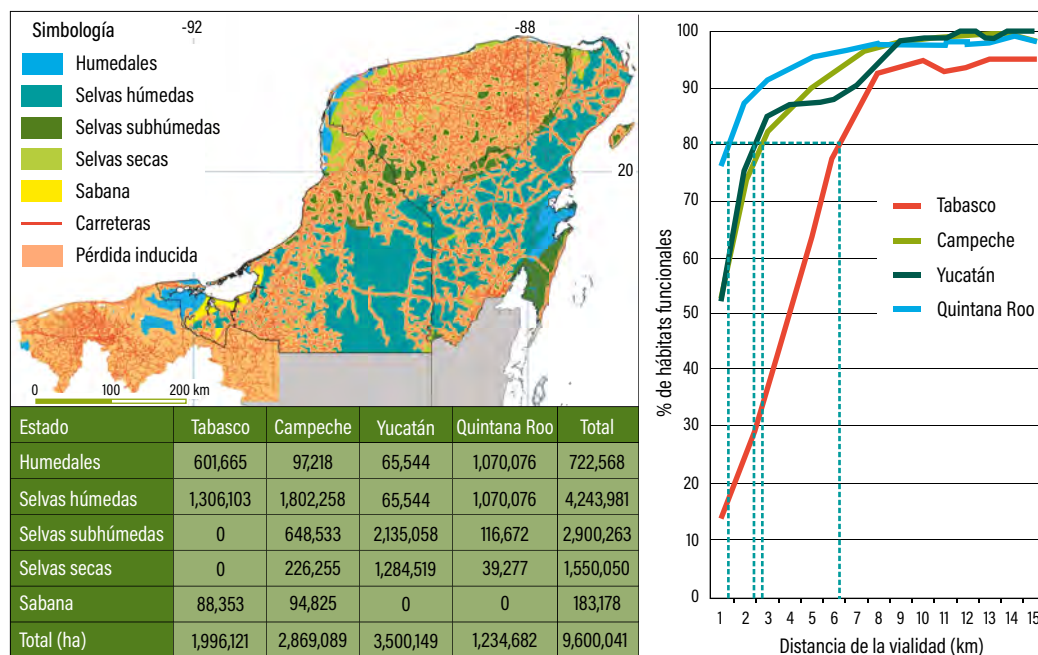 Simbología
Humedales
Selvas húmedas
Selvas subhúmedas
Selvas secas
Sabana
Carreteras
Pérdida inducida
-92
-88
20
0 100 200 km
Estado Tabasco Campeche Yucatán Quintana Roo Total
Humedales 601,665 97,218 65,544 1,070,076 722,568
Selvas húmedas 1,306,103 1,802,258 65,544 1,070,076 4,243,981
Selvas subhúmedas 0 648,533 2,135,058 116,672 2,900,263
Selvas secas 0 226,255 1,284,519 39,277 1,550,050
Sabana 88,353 94,825 0 0 183,178
Total (ha) 1,996,121 2,869,089 3,500,149 1,234,682 9,600,041
% de hábitats funcionales
100
90
80
70
60
50
40
30
20
10
0
Tabasco
Campeche
Yucatán
Quintana Roo
1 2 3 4 5 6 7 8 9 10 11 12 13 14 15
Distancia de la vialidad (km)